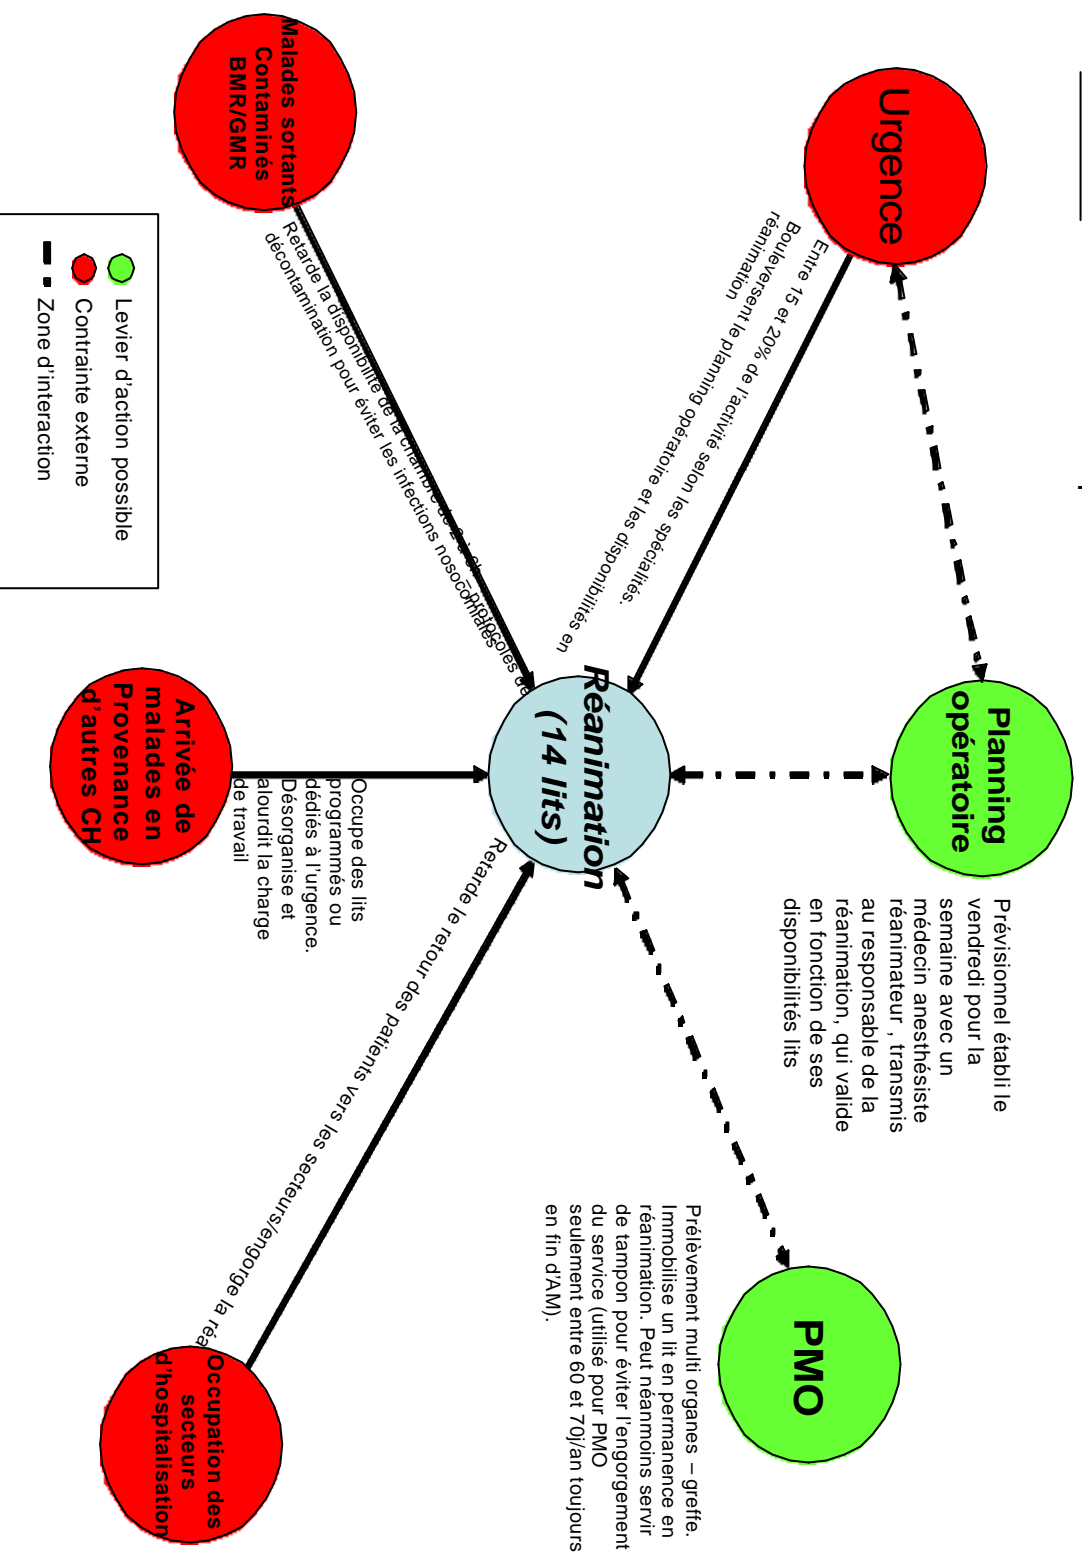 Urgence
Planning
opératoire
Prévisionnel établi le
vendredi pour la
semaine avec un
médecin anesthésiste
réanimateur , transmis
au responsable de la
réanimation, qui valide
en fonction de ses
disponibilités lits
PMO
Prélèvement multi organes – greffe.
Immobilise un lit en permanence en
réanimation. Peut néanmoins servir
de tampon pour éviter l'engorgement
du service (utilisé pour PMO
seulement entre 60 et 70j/an toujours
en fin d'AM).
Entre 15 et 20% de l'activité selon les spécialités.
Bouleversent le planning opératoire et les disponibilités en
réanimation
Réanimation
(14 lits)
Malades sortants
Contaminés
BMR/GMR
Retarde la disponibilité de la chambre de 2 à 6h – protocoles de
décontamination pour éviter les infections nosocomiales
Arrivée de
malades en
Provenance
d'autres CH
Occupe des lits
programmés ou
dédiés à l'urgence.
Désorganise et
alourdit la charge
de travail
Retarde le retour des patients vers les secteurs/engorge la réa
Occupation des
secteurs
d'hospitalisation
Levier d'action possible
Contrainte externe
Zone d'interaction